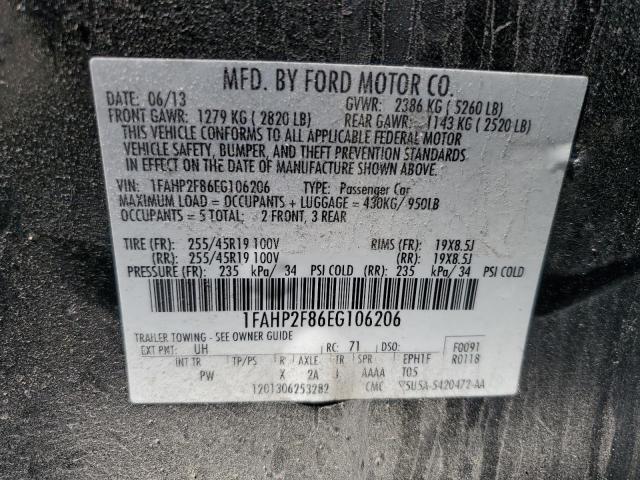 MFD. BY FORD MOTOR CO.
DATE: 06/13 GVWR: 2386 KG ( 5260 LB)
FRONT GAWR: 1279 KG ( 2820 LB) REAR GAWR: 1143 KG ( 2520 LB)
THIS VEHICLE CONFORMS TO ALL APPLICABLE FEDERAL MOTOR
VEHICLE SAFETY, BUMPER, AND THEFT PREVENTION STANDARDS
IN EFFECT ON THE DATE OF MANUFACTURE SHOWN ABOVE.
VIN: 1FAHP2F86EG106206 TYPE: Passenger Car
MAXIMUM LOAD = OCCUPANTS + LUGGAGE = 430KG/ 950LB
OCCUPANTS = 5 TOTAL: 2 FRONT, 3 REAR
TIRE (FR): 255/45R19 100V RIMS (FR): 19X8.5J
(RR): 255/45R19 100V (RR): 19X8.5J
PRESSURE (FR): 235 kPa/ 34 PSI COLD (RR): 235 kPa/ 34 PSI COLD
1FAHP2F86EG106206
TRAILER TOWING - SEE OWNER GUIDE
EXT PNT: UH RC: 71 DSO: F0091
INT TR TP/PS R AXLE TR SPR EPH1F R0118
PW X 2A J AAAA T05
1201306253282 CMC 5U5A-5420472-AA